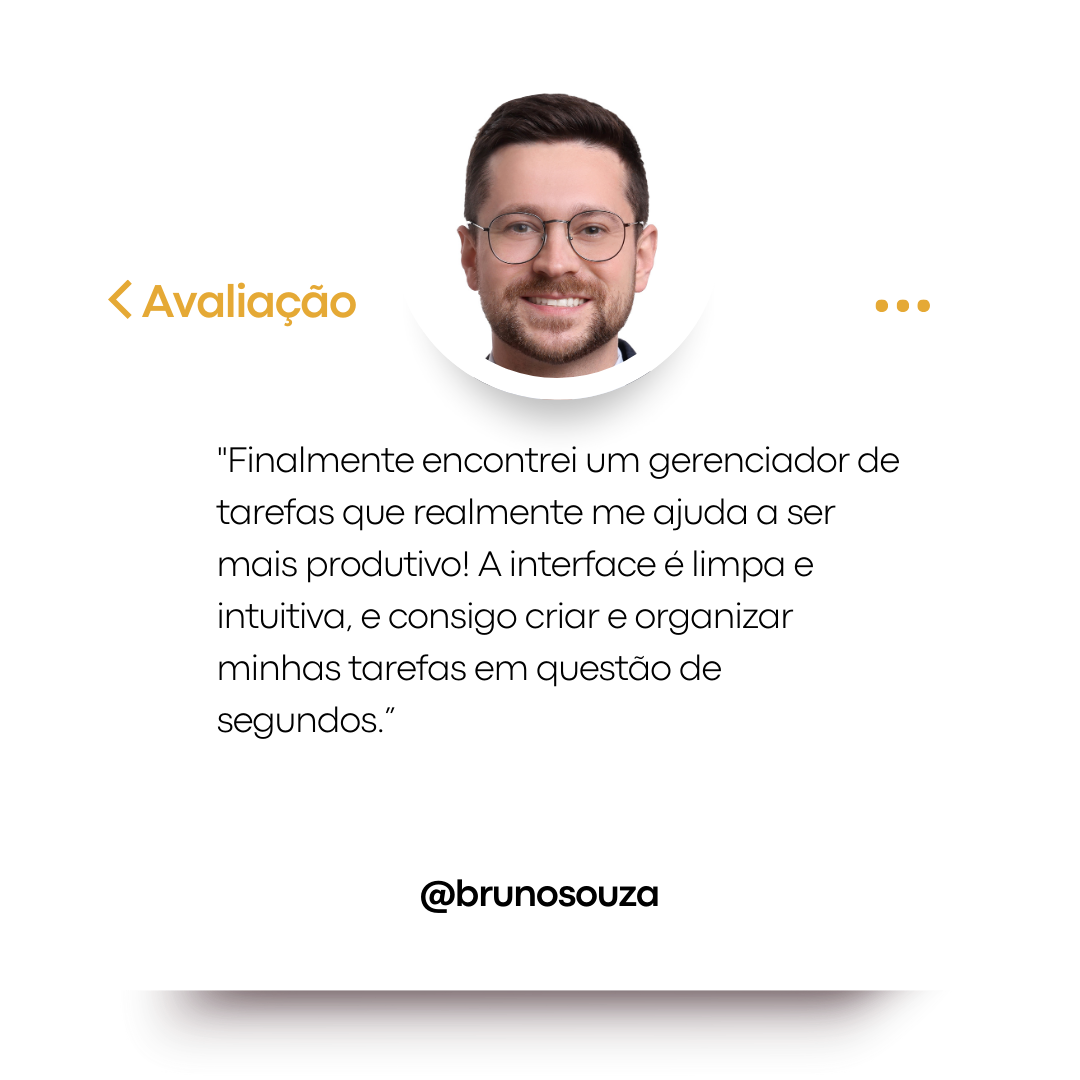 Avaliação
"Finalmente encontrei um gerenciador de
tarefas que realmente me ajuda a ser
mais produtivo! A interface é limpa e
intuitiva, e consigo criar e organizar
minhas tarefas em questão de
segundos.”
@brunosouza